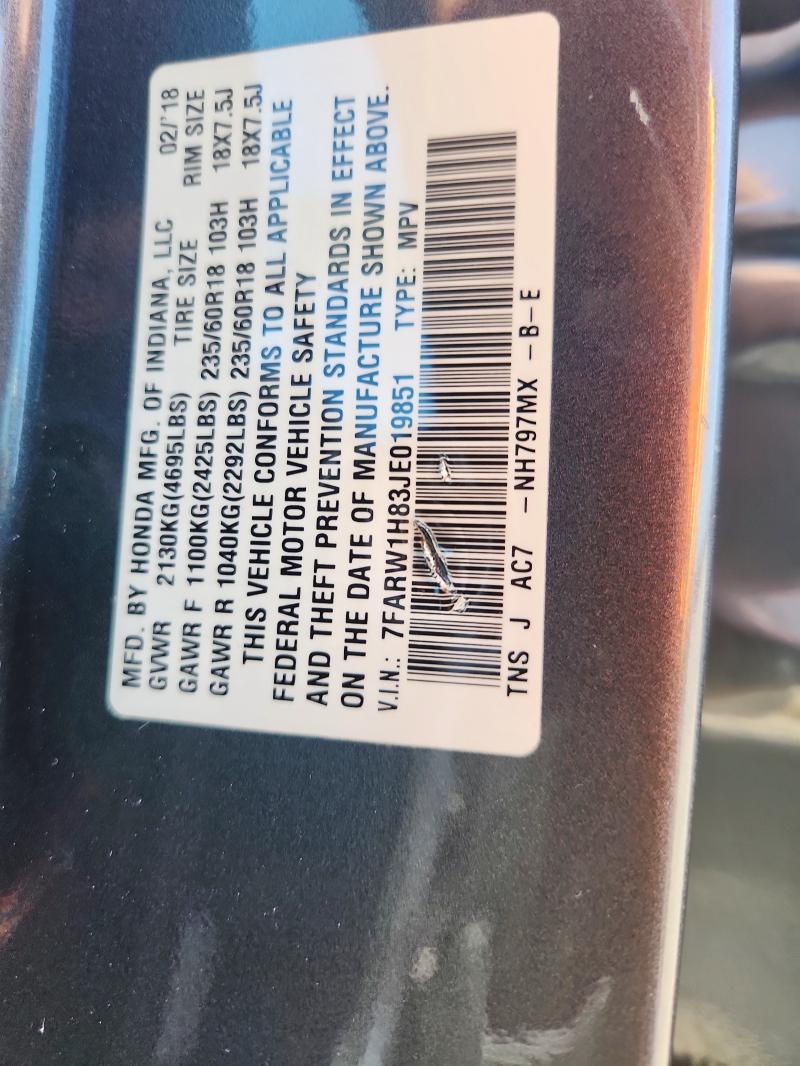 MFD. BY HONDA MFG. OF INDIANA, LLC 02/'18
GVWR 2130KG(4695LBS) TIRE SIZE RIM SIZE
GAWR F 1100KG(2425LBS) 235/60R18 103H 18X7.5J
GAWR R 1040KG(2292LBS) 235/60R18 103H 18X7.5J
THIS VEHICLE CONFORMS TO ALL APPLICABLE
FEDERAL MOTOR VEHICLE SAFETY
AND THEFT PREVENTION STANDARDS IN EFFECT
ON THE DATE OF MANUFACTURE SHOWN ABOVE.
V.I.N.: 7FARW1H83JE019851 TYPE: MPV
TNS J AC7 -NH797MX -B-E